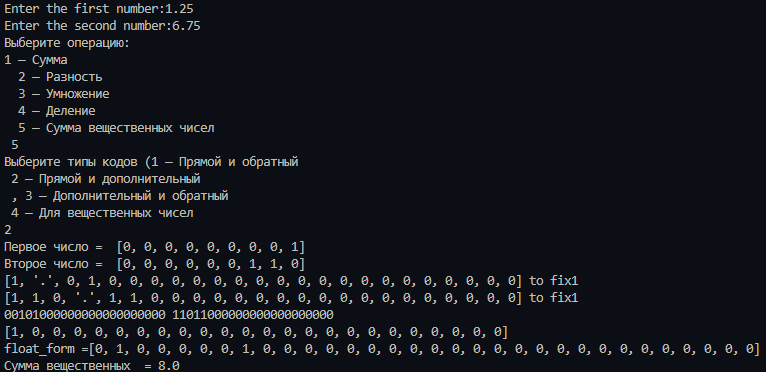 Enter the first number:1.25
Enter the second number:6.75
Выберите операцию:
1 — Сумма
  2 — Разность
  3 — Умножение
  4 — Деление
  5 — Сумма вещественных чисел
 5
Выберите типы кодов (1 — Прямой и обратный
 2 — Прямой и дополнительный
 , 3 — Дополнительный и обратный
 4 — Для вещественных чисел
2
Первое число =  [0, 0, 0, 0, 0, 0, 0, 0, 1]
Второе число =  [0, 0, 0, 0, 0, 0, 1, 1, 0]
[1, '.', 0, 1, 0, 0, 0, 0, 0, 0, 0, 0, 0, 0, 0, 0, 0, 0, 0, 0, 0, 0, 0, 0] to fix1
[1, 1, 0, '.', 1, 1, 0, 0, 0, 0, 0, 0, 0, 0, 0, 0, 0, 0, 0, 0, 0, 0, 0, 0] to fix1
00101000000000000000000 11011000000000000000000
[1, 0, 0, 0, 0, 0, 0, 0, 0, 0, 0, 0, 0, 0, 0, 0, 0, 0, 0, 0, 0, 0, 0, 0]
float_form =[0, 1, 0, 0, 0, 0, 0, 1, 0, 0, 0, 0, 0, 0, 0, 0, 0, 0, 0, 0, 0, 0, 0, 0, 0, 0, 0, 0, 0, 0, 0, 0]
Сумма вещественных  = 8.0